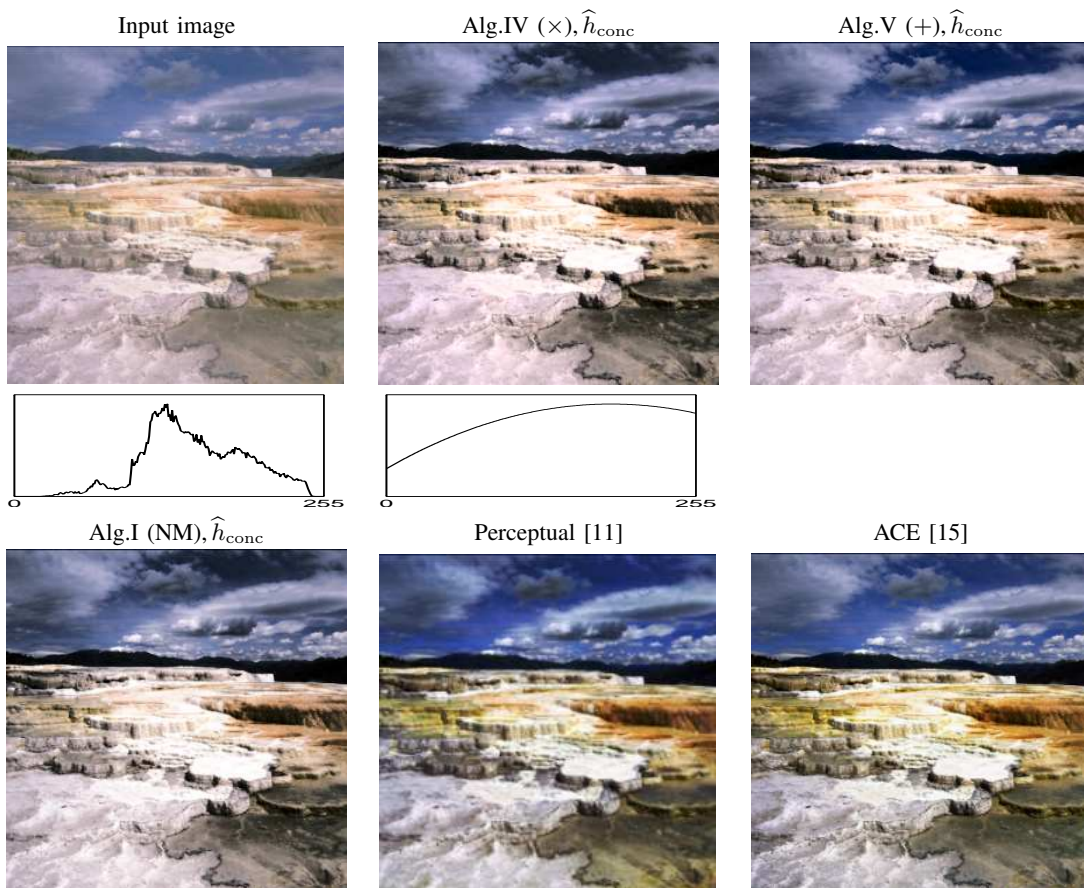 Input image
Alg.IV (×), ĥconc
Alg.V (+), ĥconc
0 255
0 255
Alg.I (NM), ĥconc
Perceptual [11]
ACE [15]